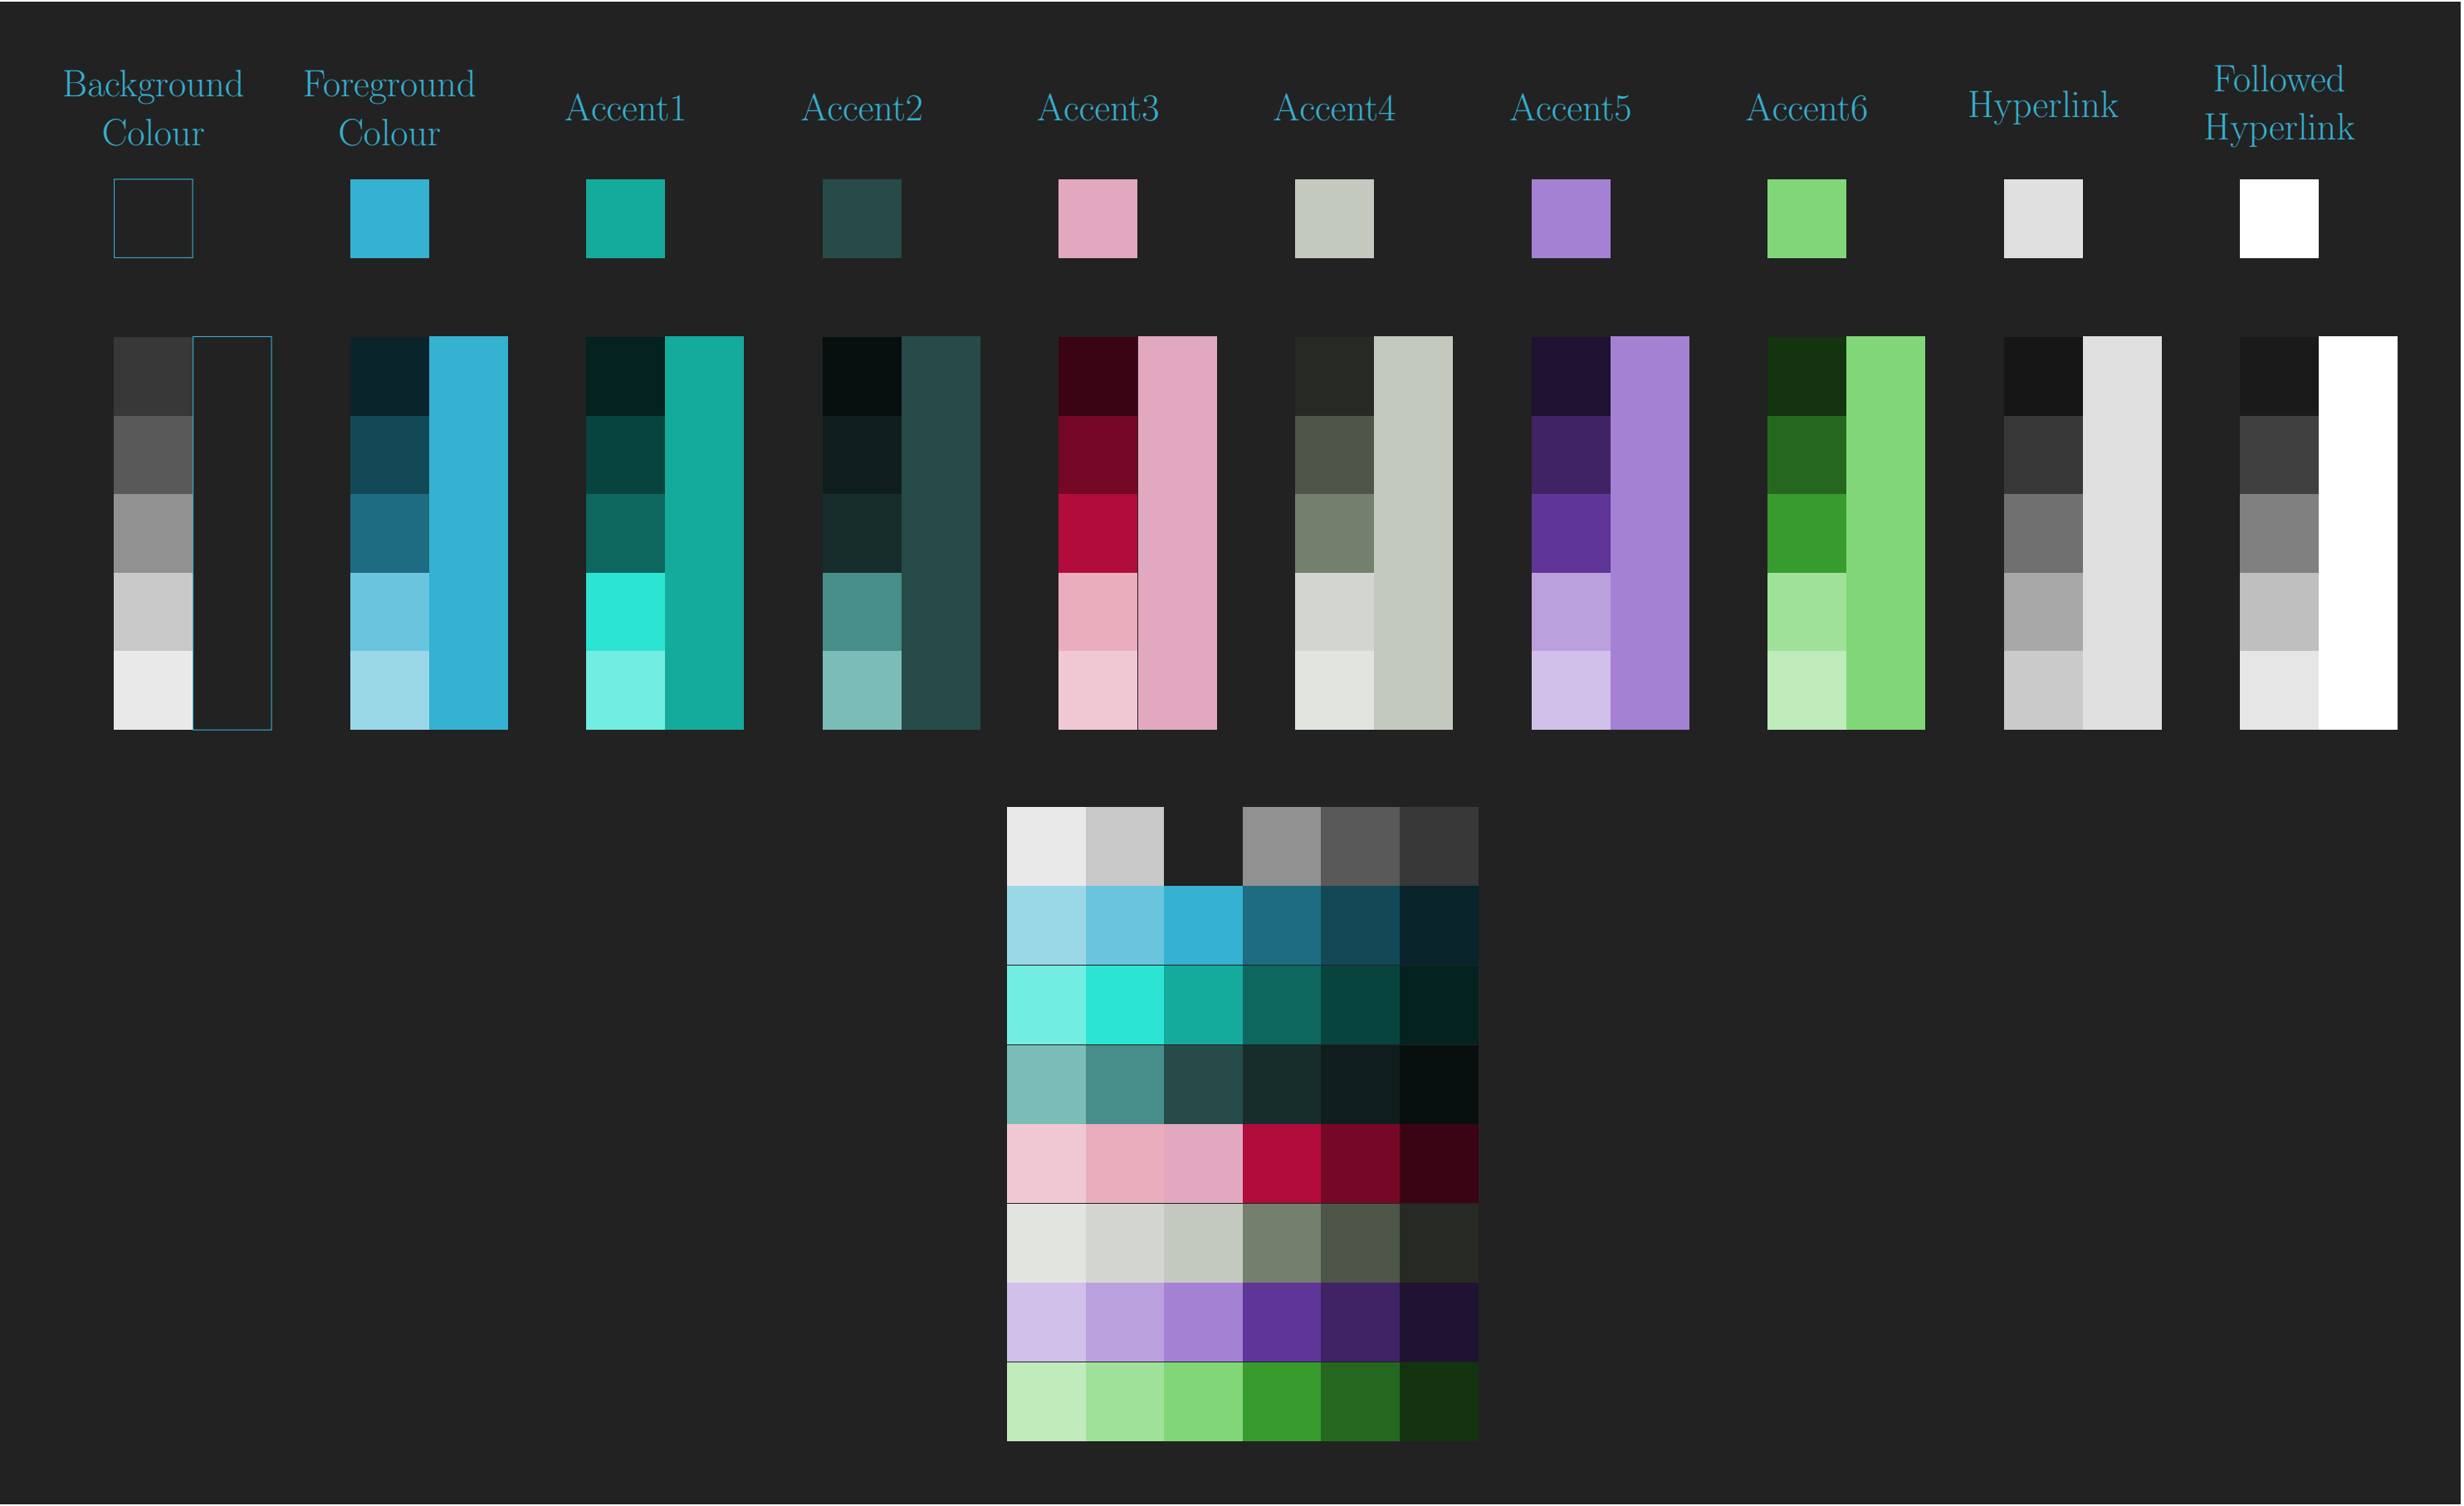 Background
Colour
Foreground
Colour
Accent1
Accent2
Accent3
Accent4
Accent5
Accent6
Hyperlink
Followed
Hyperlink